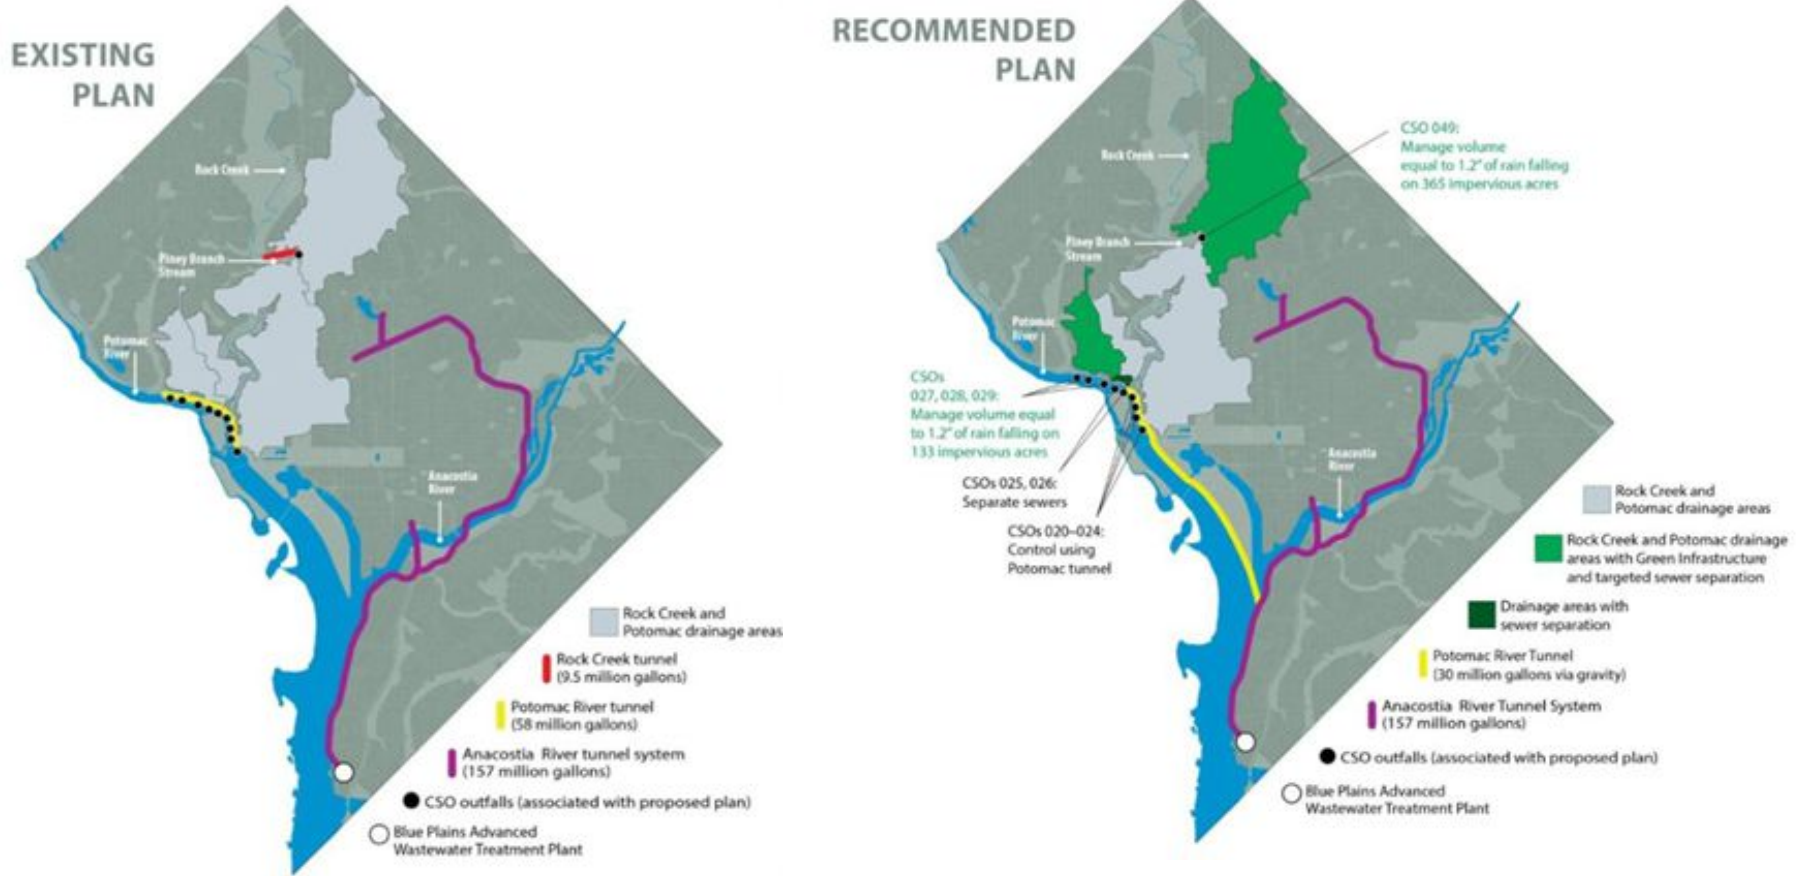 EXISTING
PLAN
Rock Creek
Piney Branch
Stream
Potomac
River
Anacostia
River
Rock Creek and
Potomac drainage areas
Rock Creek tunnel
(9.5 million gallons)
Potomac River tunnel
(58 million gallons)
Anacostia River tunnel system
(157 million gallons)
CSO outfalls (associated with proposed plan)
Blue Plains Advanced
Wastewater Treatment Plant
RECOMMENDED
PLAN
CSO 049:
Manage volume
equal to 1.2" of rain falling
on 365 impervious acres
Rock Creek
Piney Branch
Stream
Potomac
River
CSOs
027, 028, 029:
Manage volume equal
to 1.2" of rain falling on
133 impervious acres
CSOs 025, 026:
Separate sewers
CSOs 020–024:
Control using
Potomac tunnel
Anacostia
River
Rock Creek and
Potomac drainage areas
Rock Creek and Potomac drainage
areas with Green Infrastructure
and targeted sewer separation
Drainage areas with
sewer separation
Potomac River Tunnel
(30 million gallons via gravity)
Anacostia River Tunnel System
(157 million gallons)
CSO outfalls (associated with proposed plan)
Blue Plains Advanced
Wastewater Treatment Plant